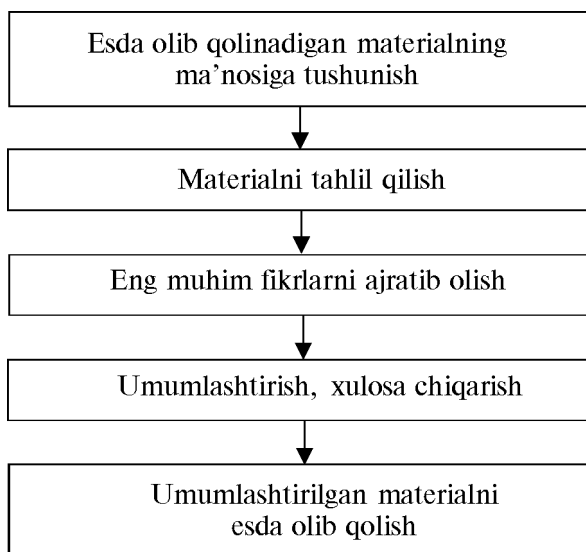 Esda olib qolinadigan materialning
ma’nosiga tushunish
Materialni tahlil qilish
Eng muhim fikrlarni ajratib olish
Umumlashtirish, xulosa chiqarish
Umumlashtirilgan materialni
esda olib qolish